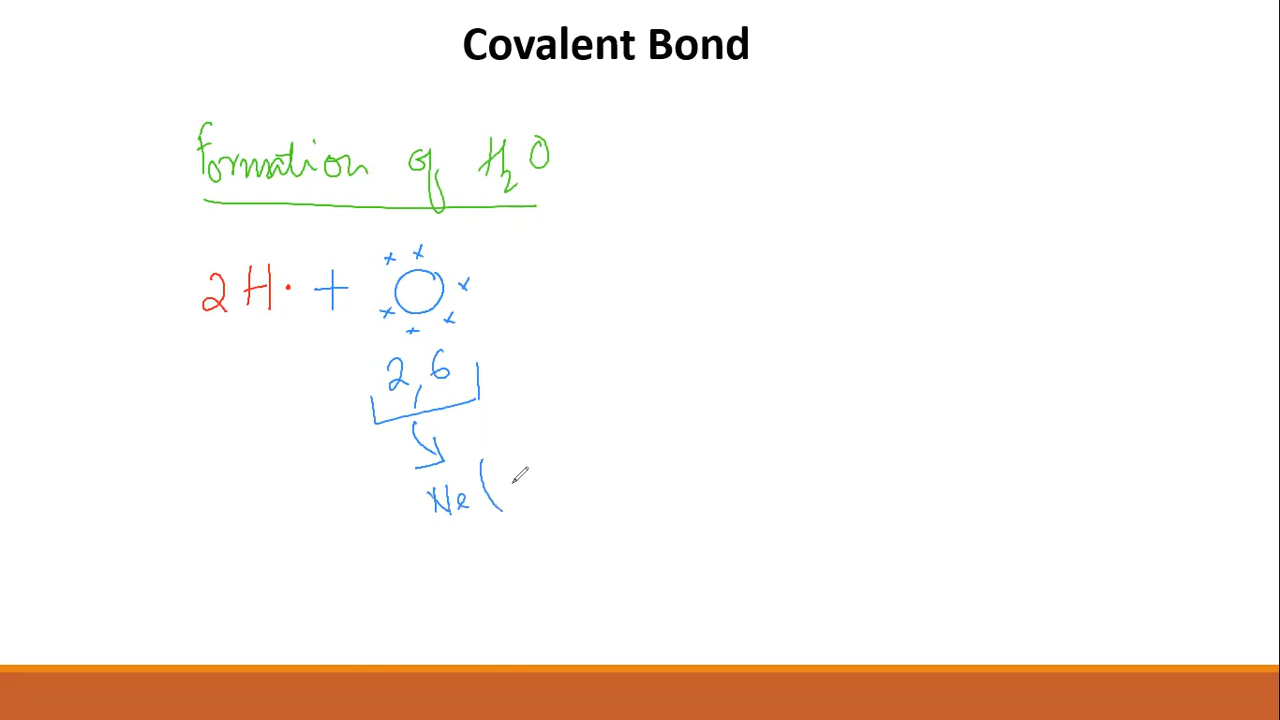 Covalent Bond
Formation of H₂O
2H· + O
2,6
Ne (